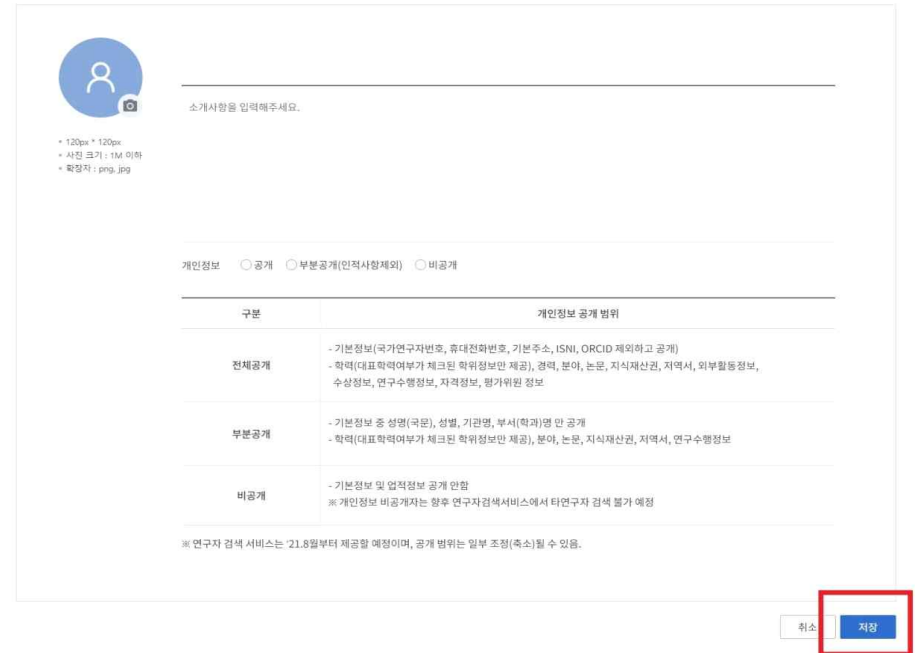 소개사항을 입력해주세요.
* 120px * 120px
* 사진 크기 : 1M 이하
* 확장자 : png, jpg
개인정보 공개 부분공개(인적사항제외) 비공개
구분 개인정보 공개 범위
전체공개
- 기본정보(국가연구자번호, 휴대전화번호, 기본주소, ISNI, ORCID 제외하고 공개)
- 학력(대표학력여부가 체크된 학위정보만 제공), 경력, 분야, 논문, 지식재산권, 저역서, 외부활동정보,
수상정보, 연구수행정보, 자격정보, 평가위원 정보
부분공개
- 기본정보 중 성명(국문), 성별, 기관명, 부서(학과)명 만 공개
- 학력(대표학력여부가 체크된 학위정보만 제공), 분야, 논문, 지식재산권, 저역서, 연구수행정보
비공개
- 기본정보 및 업적정보 공개 안함
※ 개인정보 비공개자는 향후 연구자검색서비스에서 타연구자 검색 불가 예정
※ 연구자 검색 서비스는 '21.8월부터 제공할 예정이며, 공개 범위는 일부 조정(축소)될 수 있음.
취소 저장